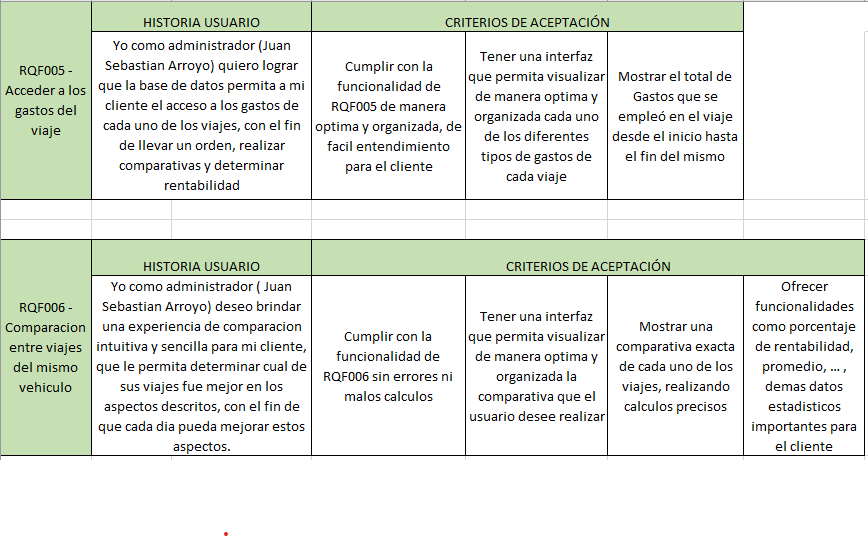 RQF005 -
Acceder a los
gastos del
viaje
HISTORIA USUARIO
Yo como administrador (Juan
Sebastian Arroyo) quiero lograr
que la base de datos permita a mi
cliente el acceso a los gastos de
cada uno de los viajes, con el fin
de llevar un orden, realizar
comparativas y determinar
rentabilidad
CRITERIOS DE ACEPTACIÓN
Cumplir con la
funcionalidad de
RQF005 de manera
optima y organizada, de
facil entendimiento
para el cliente
Tener una interfaz
que permita visualizar
de manera optima y
organizada cada uno
de los diferentes
tipos de gastos de
cada viaje
Mostrar el total de
Gastos que se
empleó en el viaje
desde el inicio hasta
el fin del mismo
RQF006 -
Comparacion
entre viajes
del mismo
vehiculo
HISTORIA USUARIO
Yo como administrador ( Juan
Sebastian Arroyo) deseo brindar
una experiencia de comparacion
intuitiva y sencilla para mi cliente,
que le permita determinar cual de
sus viajes fue mejor en los
aspectos descritos, con el fin de
que cada dia pueda mejorar estos
aspectos.
CRITERIOS DE ACEPTACIÓN
Cumplir con la
funcionalidad de
RQF006 sin errores ni
malos calculos
Tener una interfaz
que permita visualizar
de manera optima y
organizada la
comparativa que el
usuario desee realizar
Mostrar una
comparativa exacta
de cada uno de los
viajes, realizando
calculos precisos
Ofrecer
funcionalidades
como porcentaje
de rentabilidad,
promedio, ... ,
demas datos
estadisticos
importantes para
el cliente